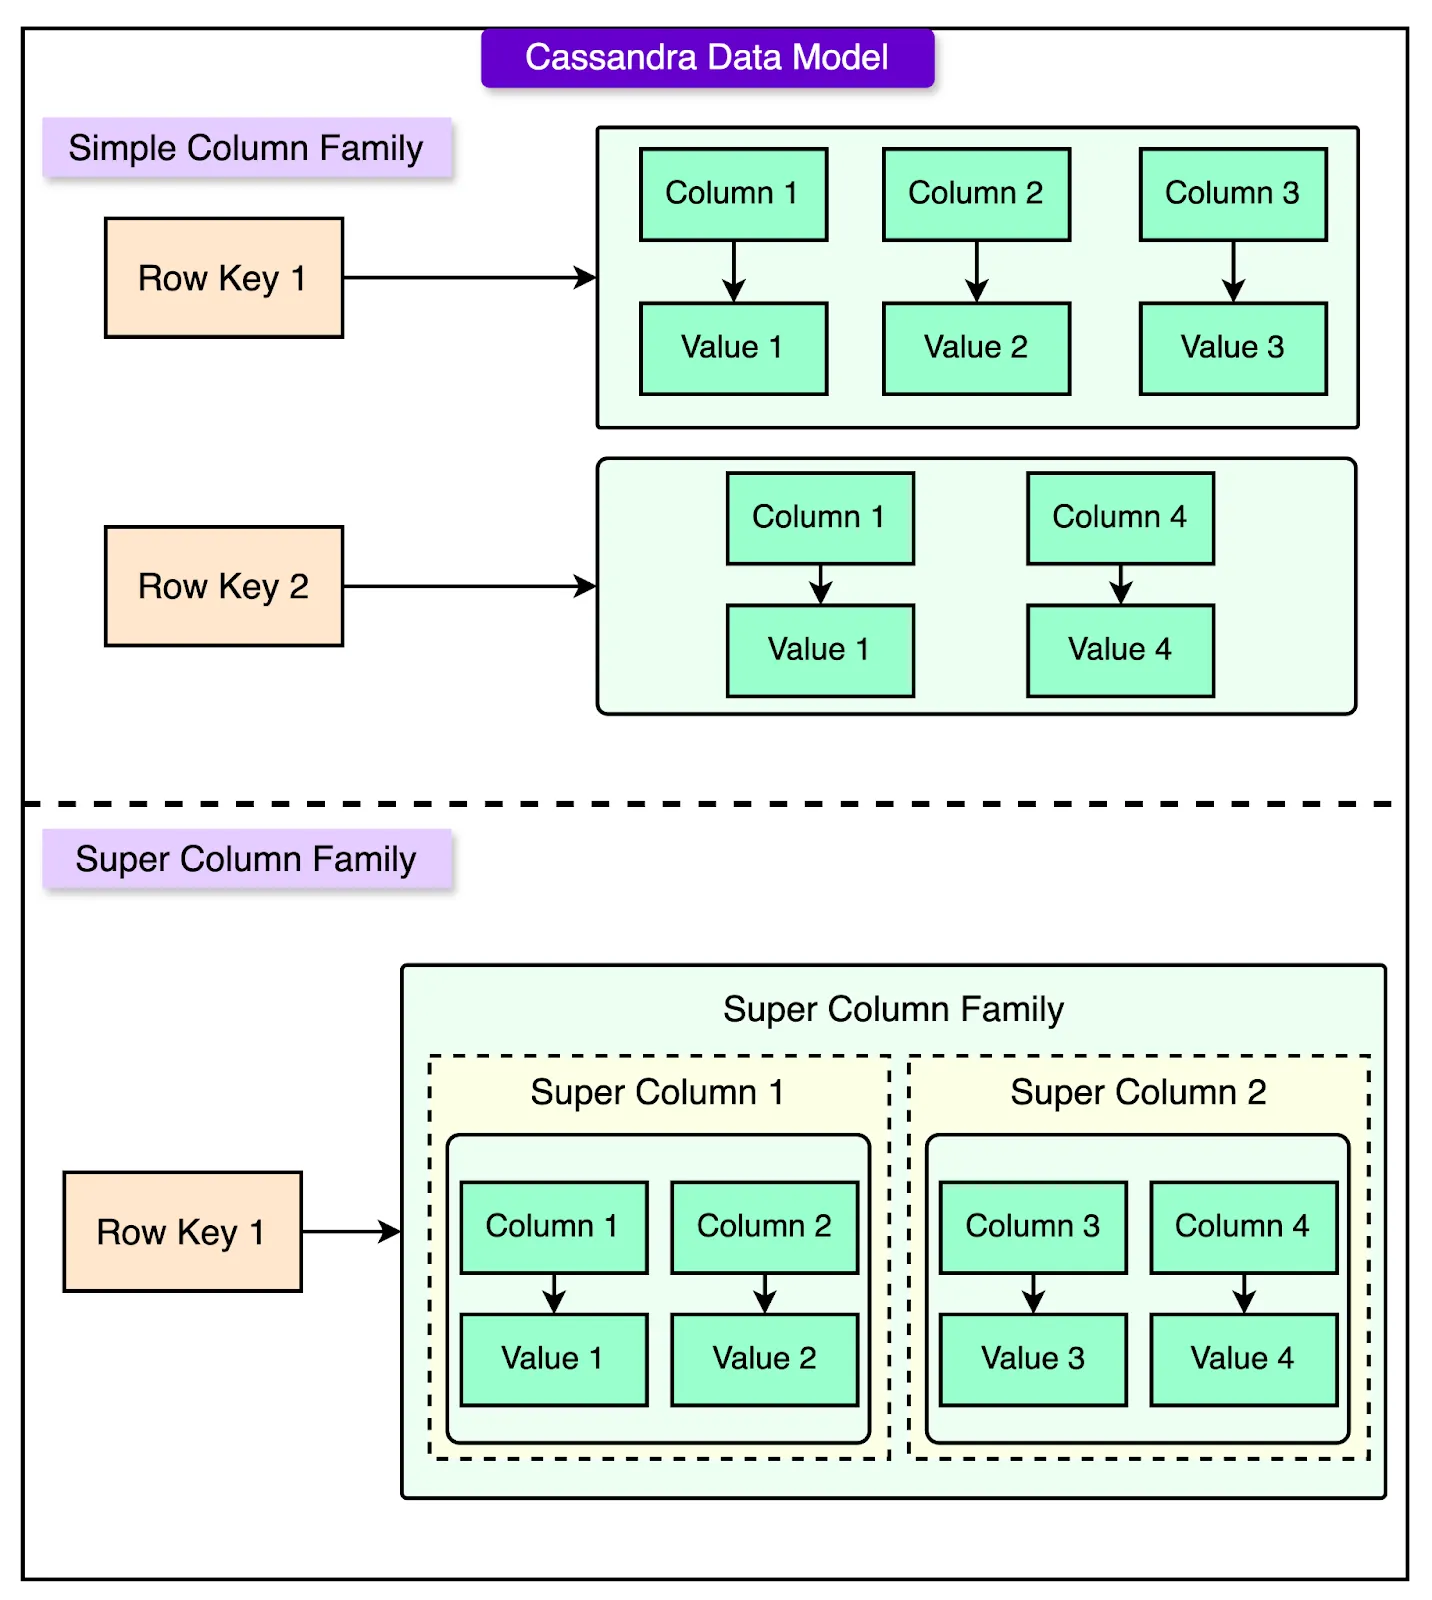 Cassandra Data Model
Simple Column Family
Row Key 1
Column 1
Column 2
Column 3
Value 1
Value 2
Value 3
Row Key 2
Column 1
Column 4
Value 1
Value 4
Super Column Family
Super Column Family
Super Column 1
Super Column 2
Row Key 1
Column 1
Column 2
Column 3
Column 4
Value 1
Value 2
Value 3
Value 4